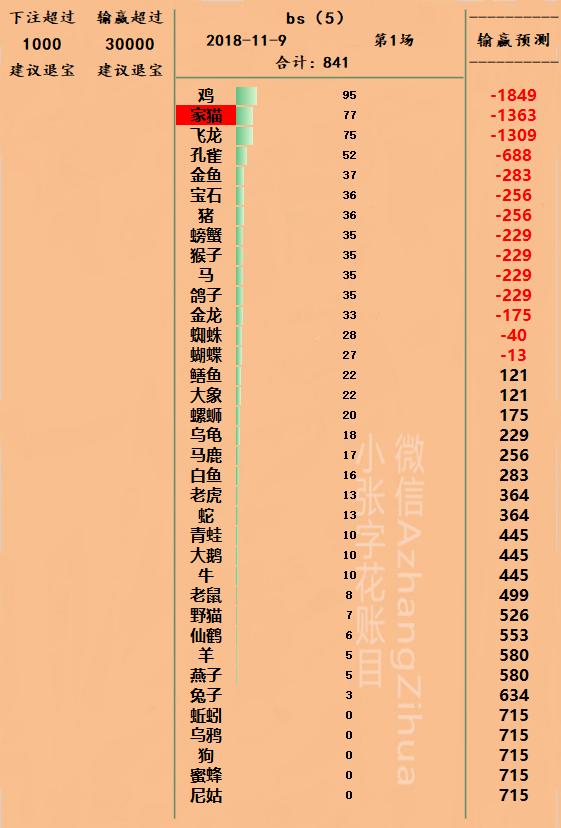 下注超过 输赢超过
1000 30000
建议退宝 建议退宝
bs（5）
2018-11-9 第1场
合计：841
----------
输赢预测
----------
鸡 95 -1849
家猫 77 -1363
飞龙 75 -1309
孔雀 52 -688
金鱼 37 -283
宝石 36 -256
猪 36 -256
螃蟹 35 -229
猴子 35 -229
马 35 -229
鸽子 35 -229
金龙 33 -175
蜘蛛 28 -40
蝴蝶 27 -13
鳝鱼 22 121
大象 22 121
螺蛳 20 175
乌龟 18 229
马鹿 17 256
白鱼 16 283
老虎 13 364
蛇 13 364
青蛙 10 445
大鹅 10 445
牛 10 445
老鼠 8 499
野猫 7 526
仙鹤 6 553
羊 5 580
燕子 5 580
兔子 3 634
蚯蚓 0 715
乌鸦 0 715
狗 0 715
蜜蜂 0 715
尼姑 0 715
微信AzhangZihua
小张字花账目